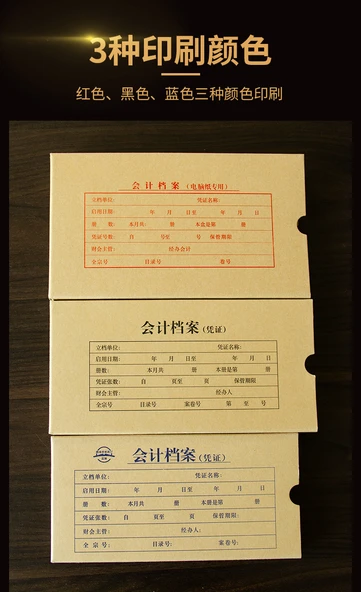 3种印刷颜色
红色、黑色、蓝色三种颜色印刷
会计档案（电脑纸专用）
立档单位： 凭证名称：
启用日期： 年 月 日至 年 月 日
册 数： 本月共 册 本盒是第 册
凭证号数： 自 号至 号 保管期限：
财会主管： 经办会计
全宗号 目录号 卷号
会计档案（凭证）
立档单位： 凭证名称：
启用日期： 年 月 日至 年 月 日
册 数： 本月共 册 本册是第 册
凭证张数： 自 页至 页 保管期限
财会主管： 经办人：
全宗号 目录号 案卷号 第 至 号
会计档案（凭证）
立档单位： 凭证名称：
启用日期： 年 月 日至 年 月 日
册 数： 本月共 册 本册是第 册
凭证张数： 自 页至 页 保管期限：
财会主管： 经办人：
全宗号： 目录号： 案卷号：